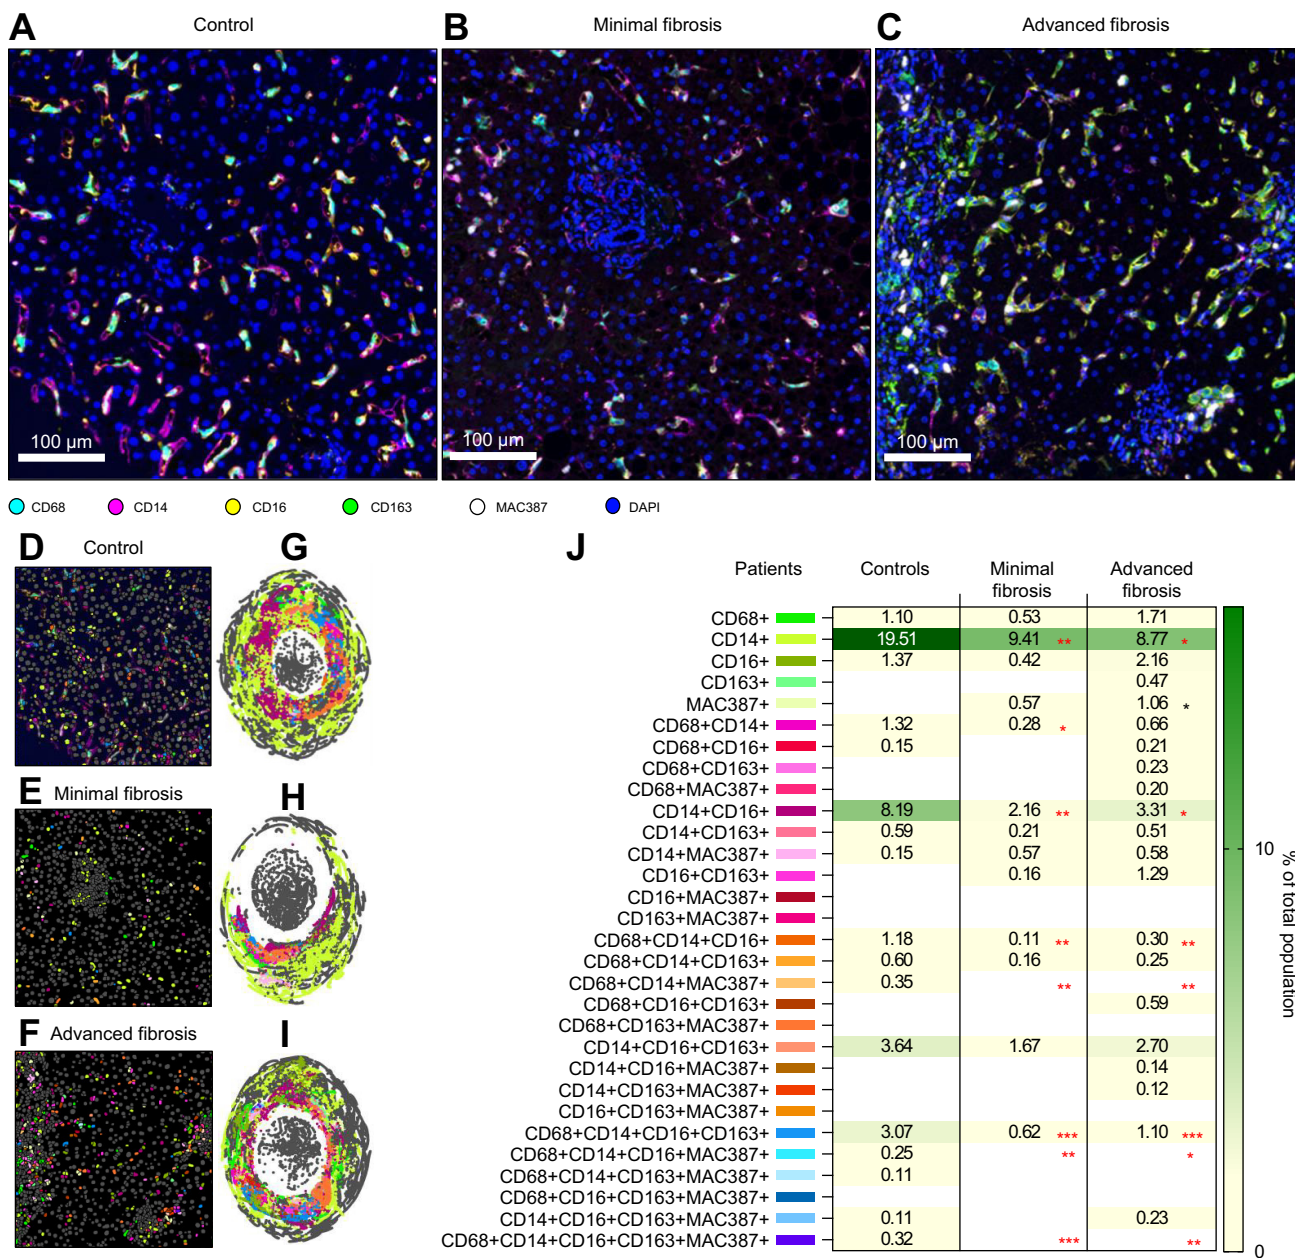 A Control
B Minimal fibrosis
C Advanced fibrosis
100 µm
100 µm
100 µm
CD68 CD14 CD16 CD163 MAC387 DAPI
D Control
G
E Minimal fibrosis
H
F Advanced fibrosis
I
J
Patients Controls Minimal fibrosis Advanced fibrosis
CD68+ 1.10 0.53 1.71
CD14+ 19.51 9.41 ** 8.77 *
CD16+ 1.37 0.42 2.16
CD163+ 0.47
MAC387+ 0.57 1.06 *
CD68+CD14+ 1.32 0.28 * 0.66
CD68+CD16+ 0.15 0.21
CD68+CD163+ 0.23
CD68+MAC387+ 0.20
CD14+CD16+ 8.19 2.16 ** 3.31 *
CD14+CD163+ 0.59 0.21 0.51
CD14+MAC387+ 0.15 0.57 0.58
CD16+CD163+ 0.16 1.29
CD16+MAC387+
CD163+MAC387+
CD68+CD14+CD16+ 1.18 0.11 ** 0.30 **
CD68+CD14+CD163+ 0.60 0.16 0.25
CD68+CD14+MAC387+ 0.35 ** **
CD68+CD16+CD163+ 0.59
CD68+CD163+MAC387+
CD14+CD16+CD163+ 3.64 1.67 2.70
CD14+CD16+MAC387+ 0.14
CD14+CD163+MAC387+ 0.12
CD16+CD163+MAC387+
CD68+CD14+CD16+CD163+ 3.07 0.62 *** 1.10 ***
CD68+CD14+CD16+MAC387+ 0.25 ** *
CD68+CD14+CD163+MAC387+ 0.11
CD68+CD16+CD163+MAC387+
CD14+CD16+CD163+MAC387+ 0.11 0.23
CD68+CD14+CD16+CD163+MAC387+ 0.32 *** **
10
0
% of total population